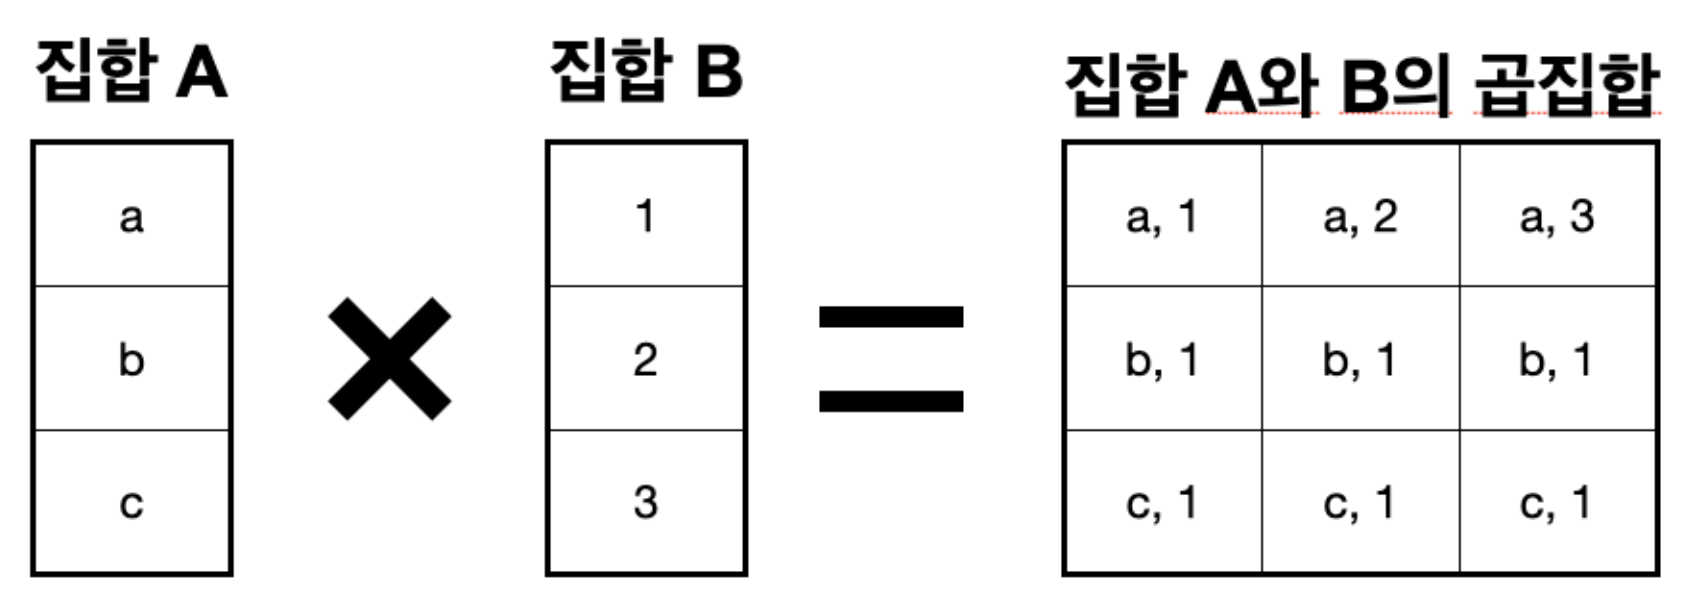 집합 A
a
b
c
×
집합 B
1
2
3
=
집합 A와 B의 곱집합
a, 1 a, 2 a, 3
b, 1 b, 1 b, 1
c, 1 c, 1 c, 1